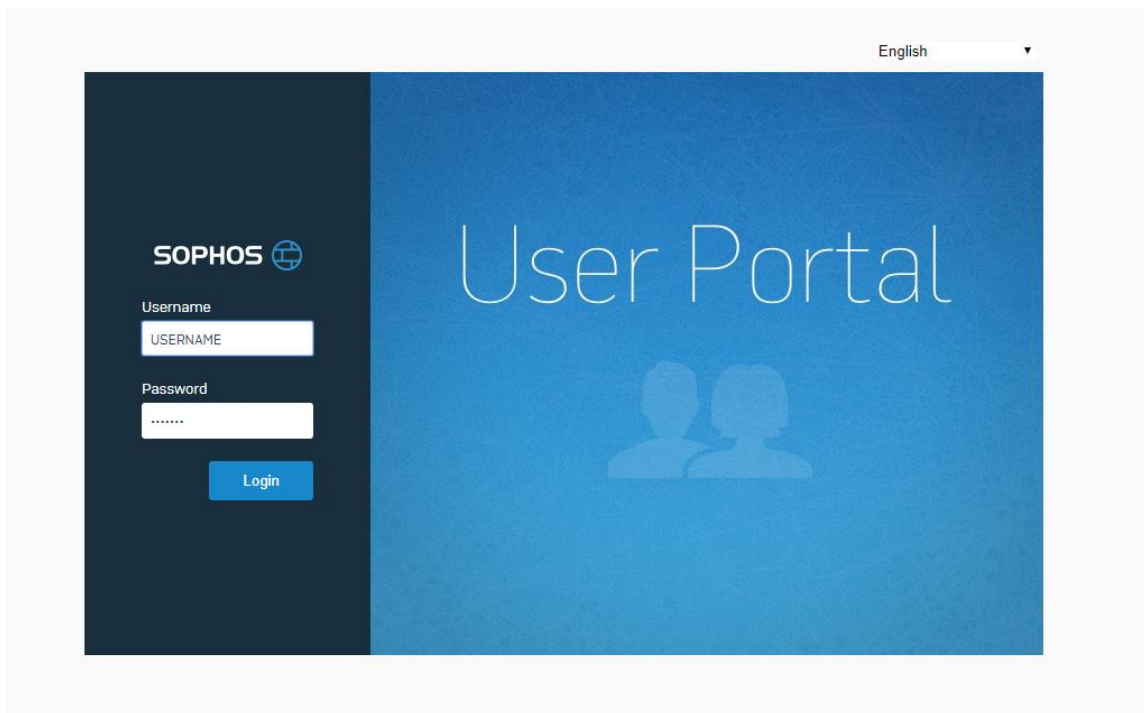 English
SOPHOS
User Portal
Username
USERNAME
Password
.......
Login